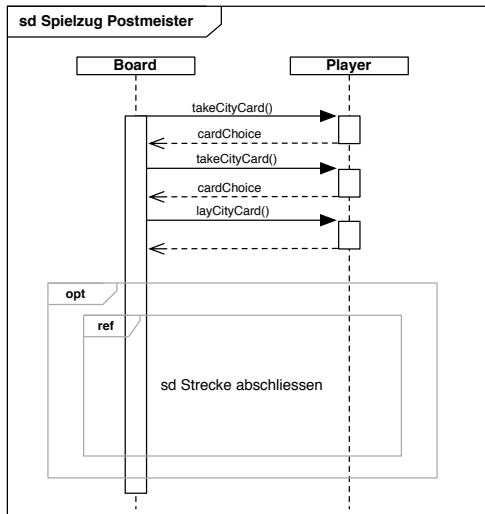 sd Spielzug Postmeister
Board
Player
takeCityCard()
cardChoice
takeCityCard()
cardChoice
layCityCard()
opt
ref
sd Strecke abschliessen